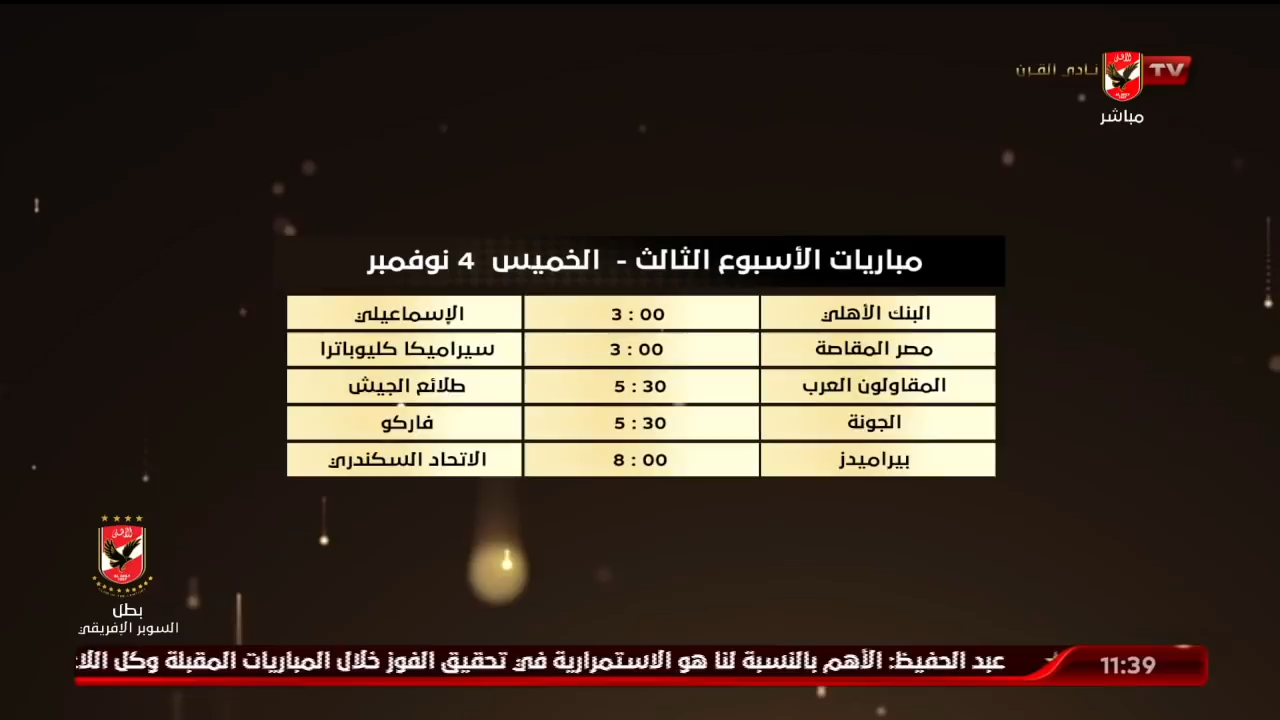 نادي القرن TV
مباشر
مباريات الأسبوع الثالث - الخميس 4 نوفمبر
البنك الأهلي 3 : 00 الإسماعيلي
مصر المقاصة 3 : 00 سيراميكا كليوباترا
المقاولون العرب 5 : 30 طلائع الجيش
الجونة 5 : 30 فاركو
بيراميدز 8 : 00 الاتحاد السكندري
بطل
السوبر الإفريقي
11:39 عبد الحفيظ: الأهم بالنسبة لنا هو الاستمرارية في تحقيق الفوز خلال المباريات المقبلة وكل اللا